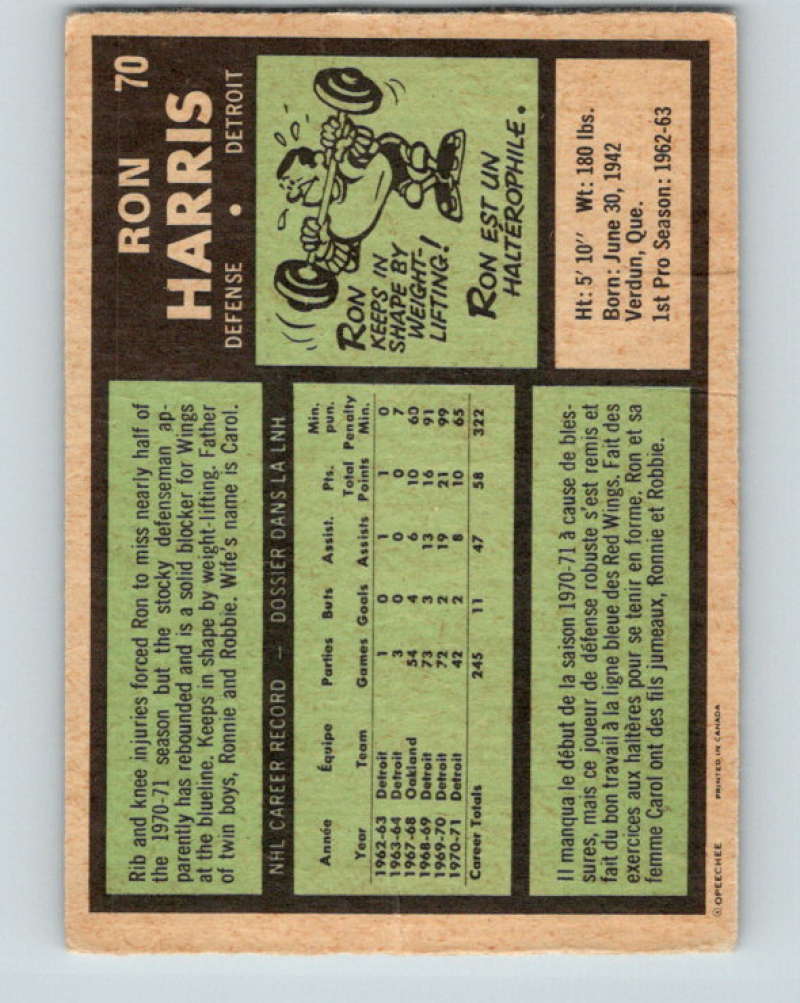 RON 70
HARRIS
DEFENSE • DETROIT
Rib and knee injuries forced Ron to miss nearly half of
the 1970-71 season but the stocky defenseman ap-
parently has rebounded and is a solid blocker for Wings
at the blueline. Keeps in shape by weight-lifting. Father
of twin boys, Ronnie and Robbie. Wife's name is Carol.
RON
KEEPS IN
SHAPE BY
WEIGHT-
LIFTING!
RON EST UN
HALTÉROPHILE.
NHL CAREER RECORD – DOSSIER DANS LA LNH
Année Équipe Parties Buts Assist. Pts. Min. pun.
Year Team Games Goals Assists Total Points Penalty Min.
1962-63 Detroit 1 0 1 1 0
1963-64 Detroit 3 0 0 0 7
1967-68 Oakland 54 4 6 10 60
1968-69 Detroit 73 3 13 16 91
1969-70 Detroit 72 2 19 21 99
1970-71 Detroit 42 2 8 10 65
Career Totals 245 11 47 58 322
Ht: 5' 10" Wt: 180 lbs.
Born: June 30, 1942
Verdun, Que.
1st Pro Season: 1962-63
Il manqua le début de la saison 1970-71 à cause de bles-
sures, mais ce joueur de défense robuste s'est remis et
fait du bon travail à la ligne bleue des Red Wings. Fait des
exercices aux haltères pour se tenir en forme. Ron et sa
femme Carol ont des fils jumeaux, Ronnie et Robbie.
© OPEECHEE PRINTED IN CANADA